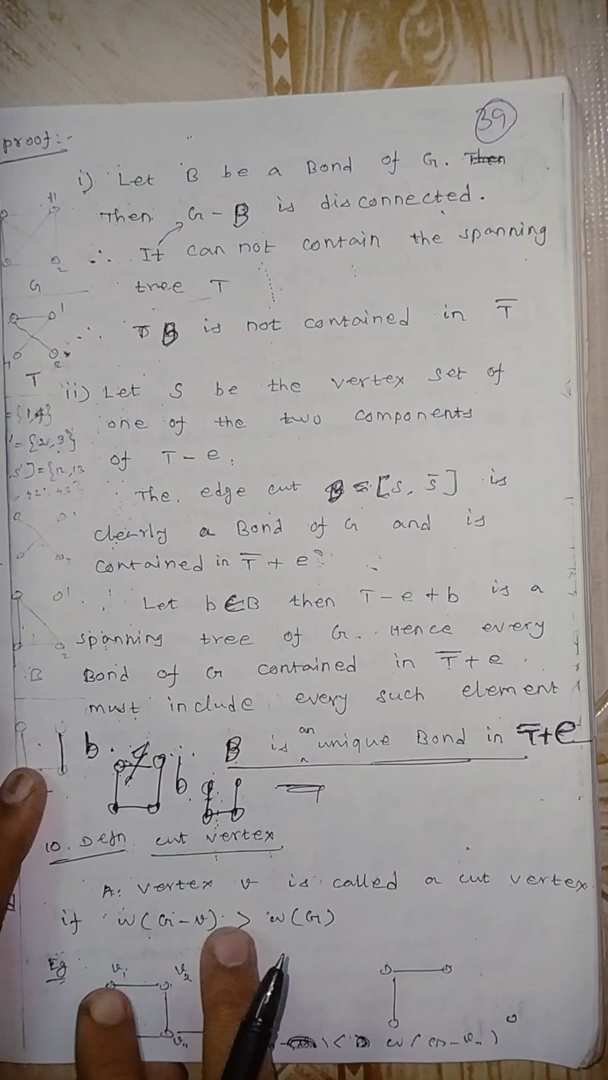 39
proof:-
i) Let B be a Bond of G. Then
Then G - B is disconnected.
∴ It can not contain the spanning
tree T
∴ B is not contained in T̅
G
T
ii) Let S be the vertex set of
one of the two components
of T - e.
The edge cut B = [S, S̅] is
clearly a Bond of G and is
contained in T̅ + e.
Let b ∈ B then T - e + b is a
spanning tree of G. Hence every
Bond of G contained in T̅ + e
must include every such element
b. ∴ B is an unique Bond in T̅ + e
B
10. Defn cut vertex
A vertex v is called a cut vertex
if w(G - v) > w(G)
Eg v₁ v₂